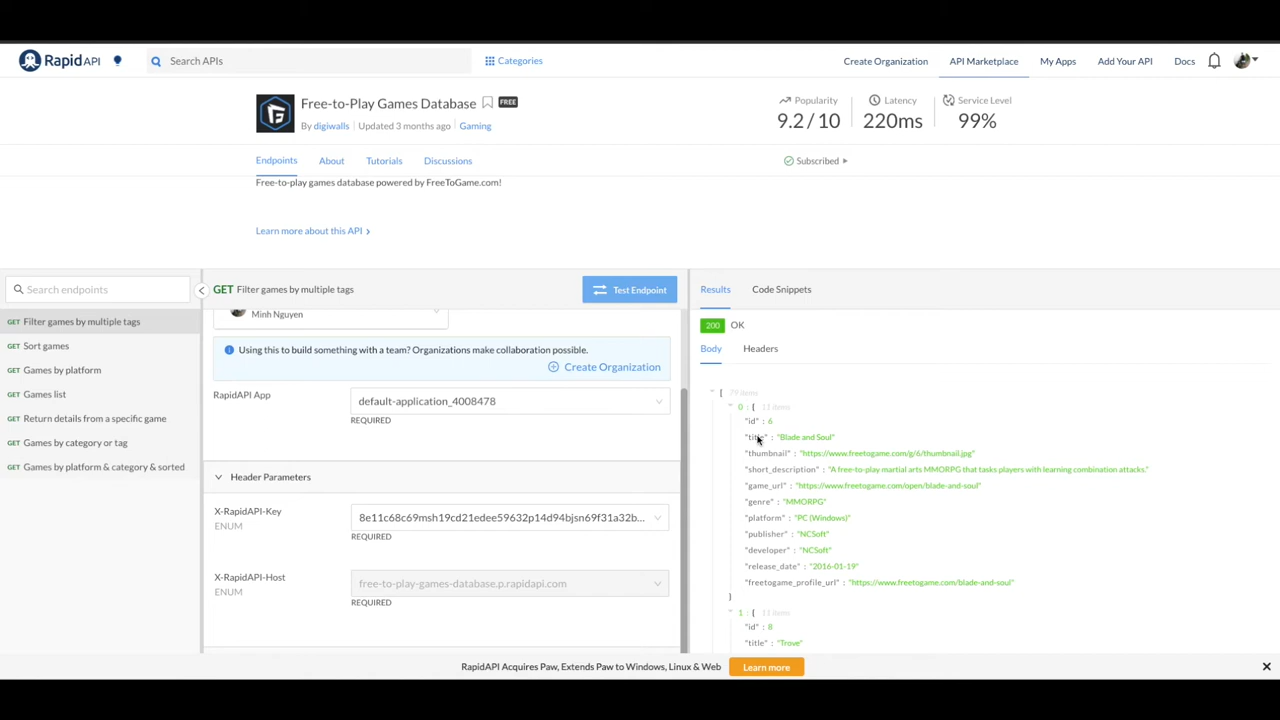 RapidAPI
Search APIs
Categories
Create Organization
API Marketplace
My Apps
Add Your API
Docs
Free-to-Play Games Database
FREE
By digiwalls | Updated 3 months ago | Gaming
Popularity
9.2 / 10
Latency
220ms
Service Level
99%
Endpoints
About
Tutorials
Discussions
Subscribed
Free-to-play games database powered by FreeToGame.com!
Learn more about this API
Search endpoints
GET Filter games by multiple tags
GET Sort games
GET Games by platform
GET Games list
GET Return details from a specific game
GET Games by category or tag
GET Games by platform & category & sorted
GET Filter games by multiple tags
Test Endpoint
Minh Nguyen
Using this to build something with a team? Organizations make collaboration possible.
Create Organization
RapidAPI App
default-application_4008478
REQUIRED
Header Parameters
X-RapidAPI-Key
ENUM
8e11c68c69msh19cd21edee59632p14d94bjsn69f31a32b...
REQUIRED
X-RapidAPI-Host
ENUM
free-to-play-games-database.p.rapidapi.com
REQUIRED
Results
Code Snippets
200 OK
Body
Headers
[ 79 items
0 : { 11 items
"id" : 6
"title" : "Blade and Soul"
"thumbnail" : "https://www.freetogame.com/g/6/thumbnail.jpg"
"short_description" : "A free-to-play martial arts MMORPG that tasks players with learning combination attacks."
"game_url" : "https://www.freetogame.com/open/blade-and-soul"
"genre" : "MMORPG"
"platform" : "PC (Windows)"
"publisher" : "NCSoft"
"developer" : "NCSoft"
"release_date" : "2016-01-19"
"freetogame_profile_url" : "https://www.freetogame.com/blade-and-soul"
}
1 : { 11 items
"id" : 8
"title" : "Trove"
RapidAPI Acquires Paw, Extends Paw to Windows, Linux & Web
Learn more